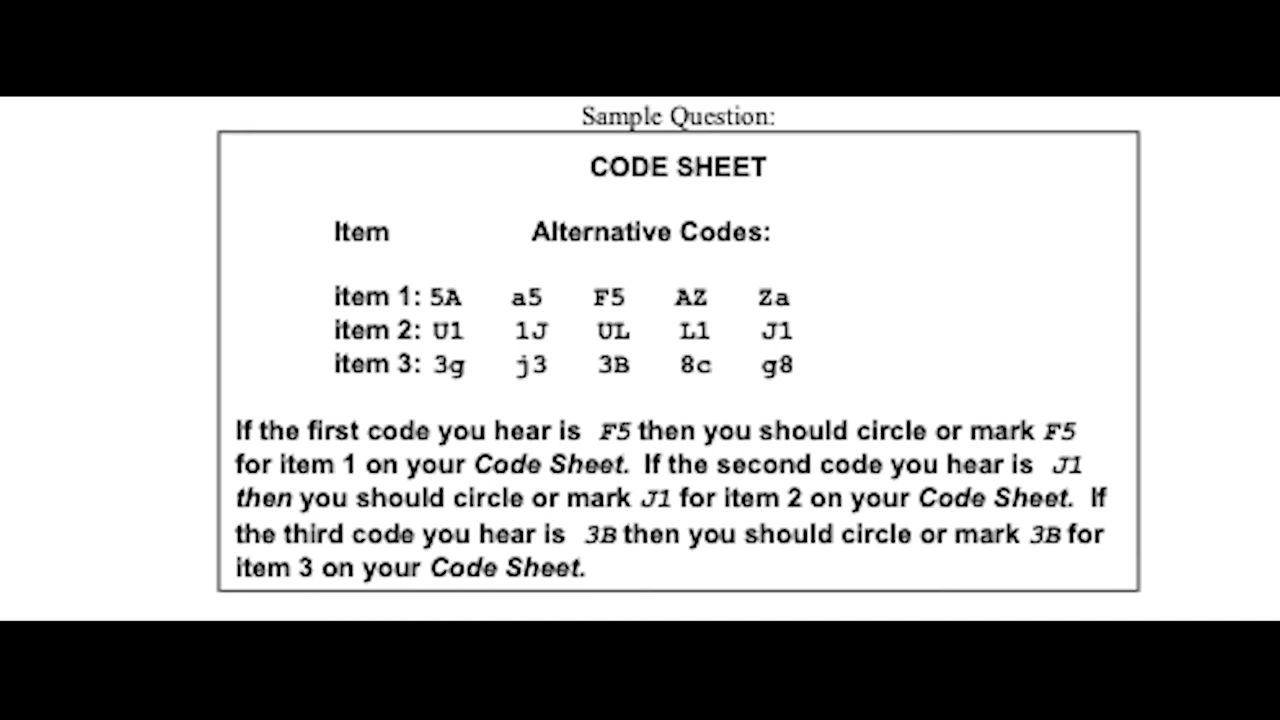 Sample Question:
CODE SHEET
Item Alternative Codes:
item 1: 5A a5 F5 AZ Za
item 2: U1 1J UL L1 J1
item 3: 3g j3 3B 8c g8
If the first code you hear is F5 then you should circle or mark F5
for item 1 on your Code Sheet. If the second code you hear is J1
then you should circle or mark J1 for item 2 on your Code Sheet. If
the third code you hear is 3B then you should circle or mark 3B for
item 3 on your Code Sheet.